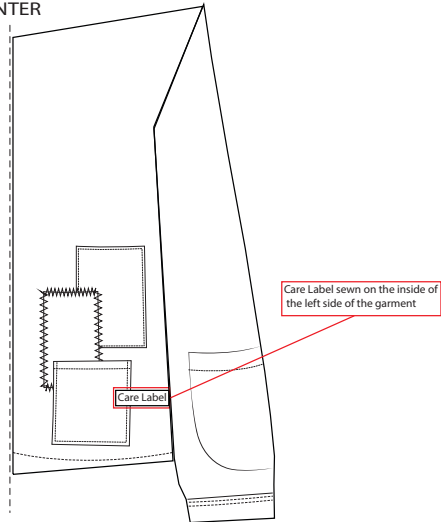 NTER
Care Label sewn on the inside of
the left side of the garment
Care Label